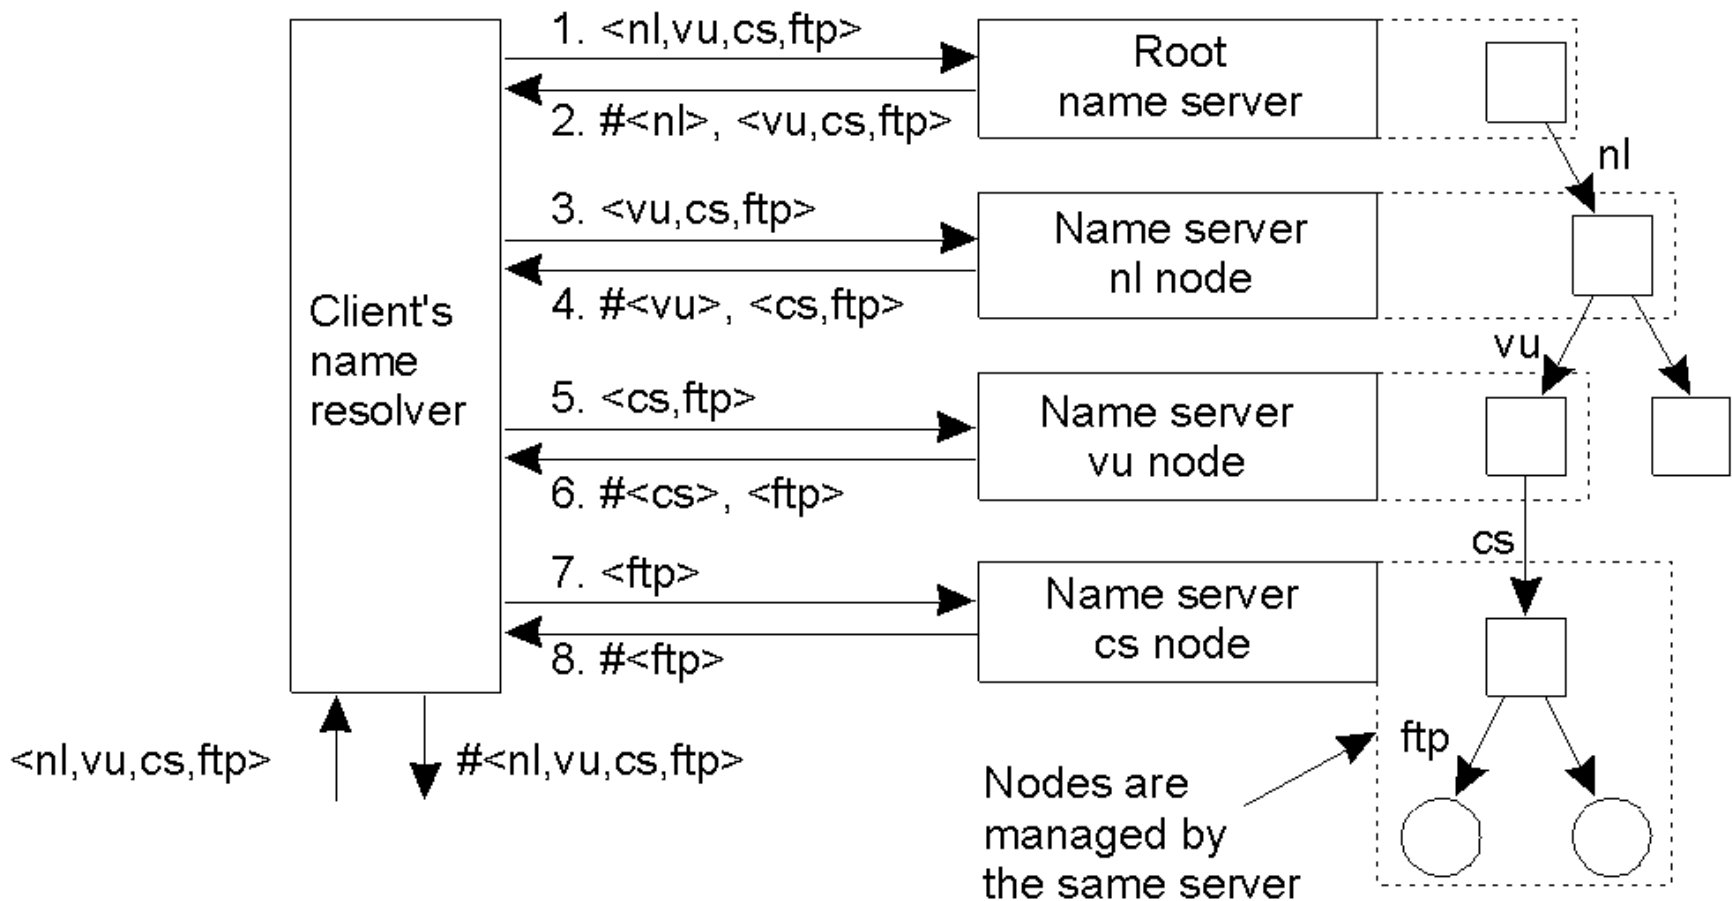 1. <nl,vu,cs,ftp>
Root
name server
2. #<nl>, <vu,cs,ftp>
nl
3. <vu,cs,ftp>
Name server
nl node
4. #<vu>, <cs,ftp>
Client's
name
resolver
vu
5. <cs,ftp>
Name server
vu node
6. #<cs>, <ftp>
cs
7. <ftp>
Name server
cs node
8. #<ftp>
<nl,vu,cs,ftp>
#<nl,vu,cs,ftp>
ftp
Nodes are
managed by
the same server